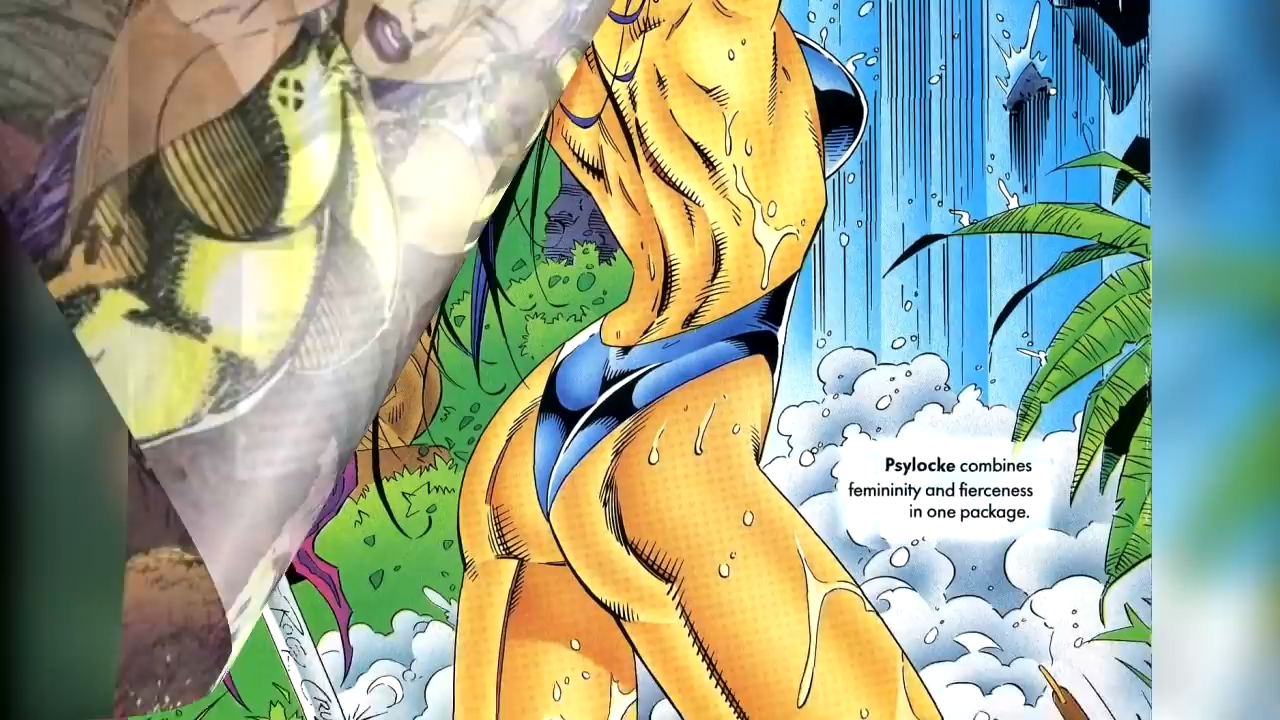 Psylocke combines
femininity and fierceness
in one package.